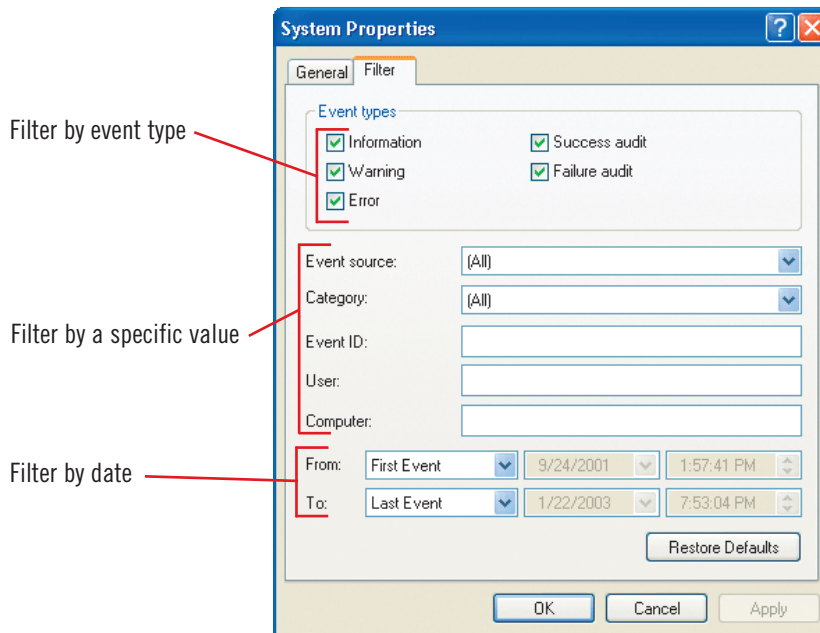 System Properties
General Filter
Event types
Filter by event type
Information Success audit
Warning Failure audit
Error
Event source: (All)
Category: (All)
Filter by a specific value
Event ID:
User:
Computer:
From: First Event 9/24/2001 1:57:41 PM
Filter by date
To: Last Event 1/22/2003 7:53:04 PM
Restore Defaults
OK Cancel Apply